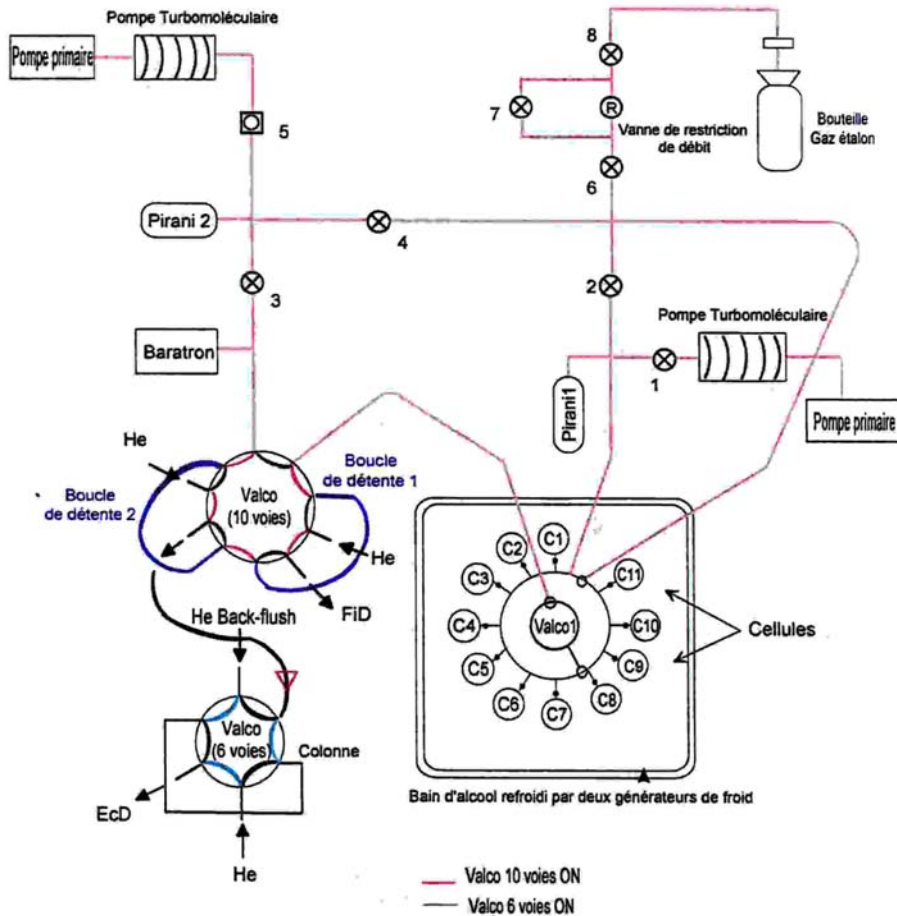 Pompe Turbomoléculaire
Pompe primaire
5
8
7
R
Vanne de restriction
de débit
6
Bouteille
Gaz étalon
Pirani 2
4
3
2
Baratron
Pompe Turbomoléculaire
1
Pirani1
Pompe primaire
He
Boucle
de détente 2
Valco
(10 voies)
Boucle
de détente 1
He
FiD
He Back-flush
Valco
(6 voies)
Colonne
EcD
He
C1
C2
C3
C4
C5
C6
C7
C8
C9
C10
C11
Valco1
Cellules
Bain d'alcool refroidi par deux générateurs de froid
Valco 10 voies ON
Valco 6 voies ON